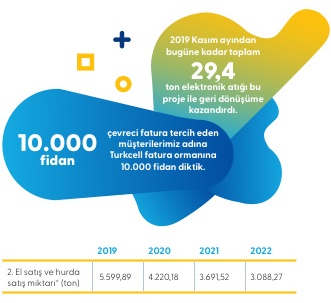 2019 Kasım ayından
bugüne kadar toplam
29,4
ton elektronik atığı bu
proje ile geri dönüşüme
kazandırdı.
10.000
fidan
çevreci fatura tercih eden
müşterilerimiz adına
Turkcell fatura ormanına
10.000 fidan diktik.
2019 2020 2021 2022
2. El satış ve hurda
satış miktarı* (ton) 5.599,89 4.220,18 3.691,52 3.088,27